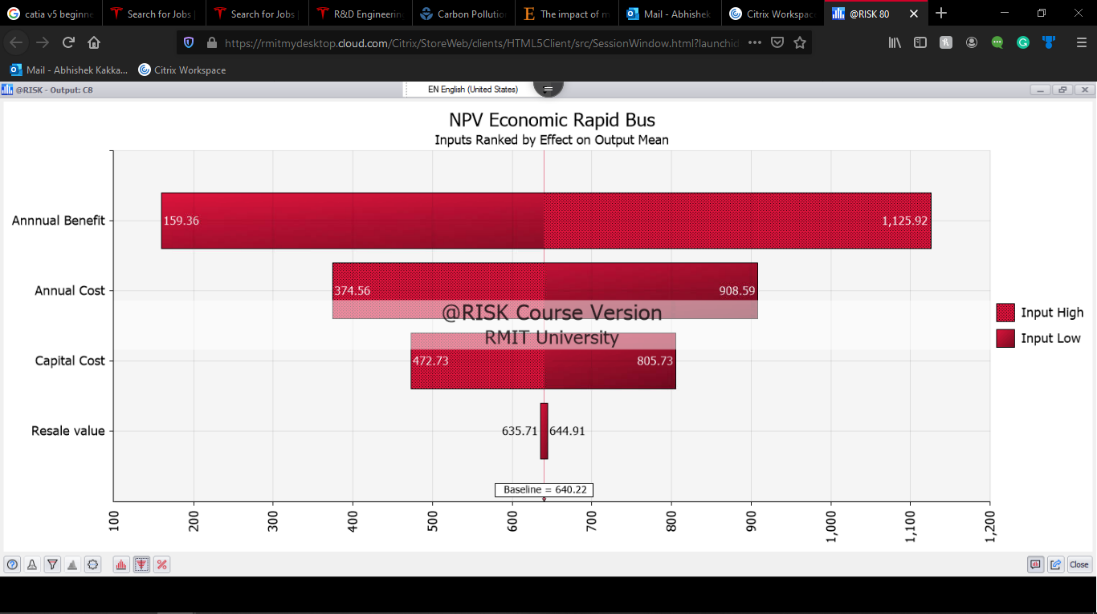 catia v5 beginne
Search for Jobs |
Search for Jobs |
R&D Engineerin
Carbon Pollutio
The impact of m
Mail - Abhishek
Citrix Workspac
@RISK 80
https://rmitmydesktop.cloud.com/Citrix/StoreWeb/clients/HTML5Client/src/SessionWindow.html?launchid
Mail - Abhishek Kakka...
Citrix Workspace
@RISK - Output: C8
EN English (United States)
NPV Economic Rapid Bus
Inputs Ranked by Effect on Output Mean
Annnual Benefit
159.36
1,125.92
Annual Cost
374.56
908.59
@RISK Course Version
RMIT University
Input High
Input Low
Capital Cost
472.73
805.73
Resale value
635.71
644.91
Baseline = 640.22
100
200
300
400
500
600
700
800
900
1,000
1,100
1,200
Close